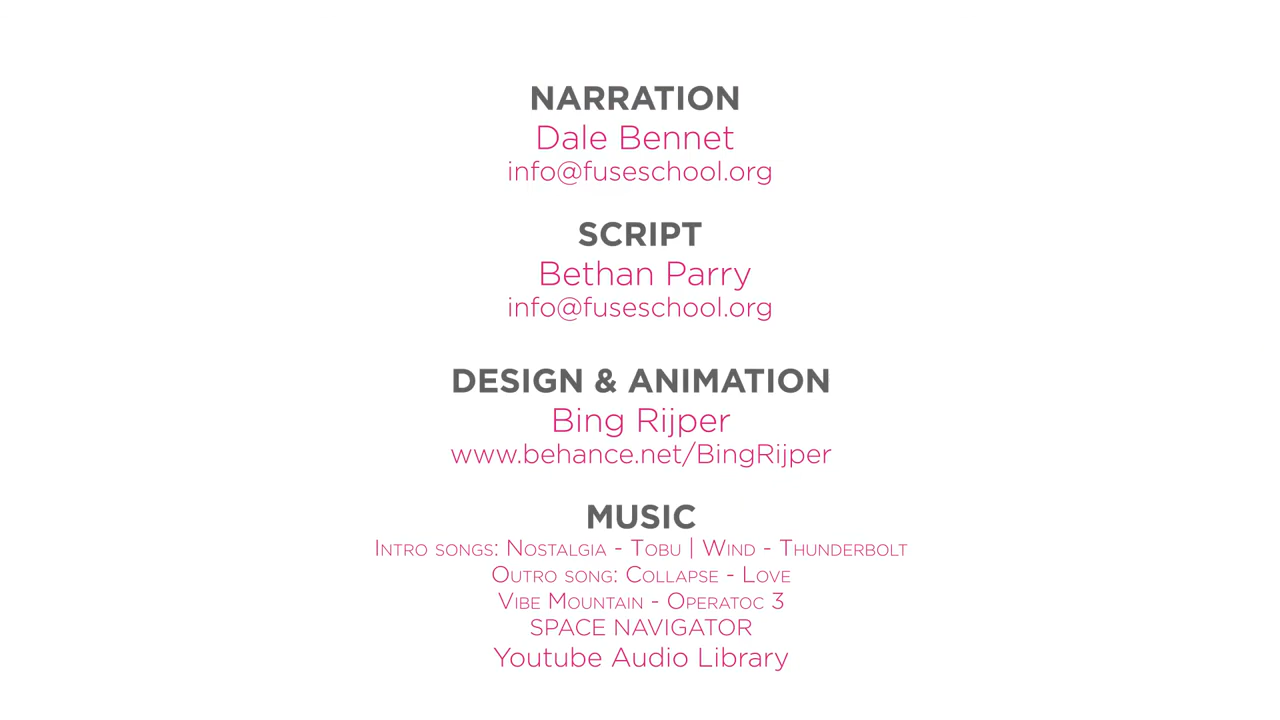 NARRATION
Dale Bennet
info@fuseschool.org
SCRIPT
Bethan Parry
info@fuseschool.org
DESIGN & ANIMATION
Bing Rijper
www.behance.net/BingRijper
MUSIC
Intro songs: Nostalgia - Tobu | Wind - Thunderbolt
Outro song: Collapse - Love
Vibe Mountain - Operatoc 3
SPACE NAVIGATOR
Youtube Audio Library